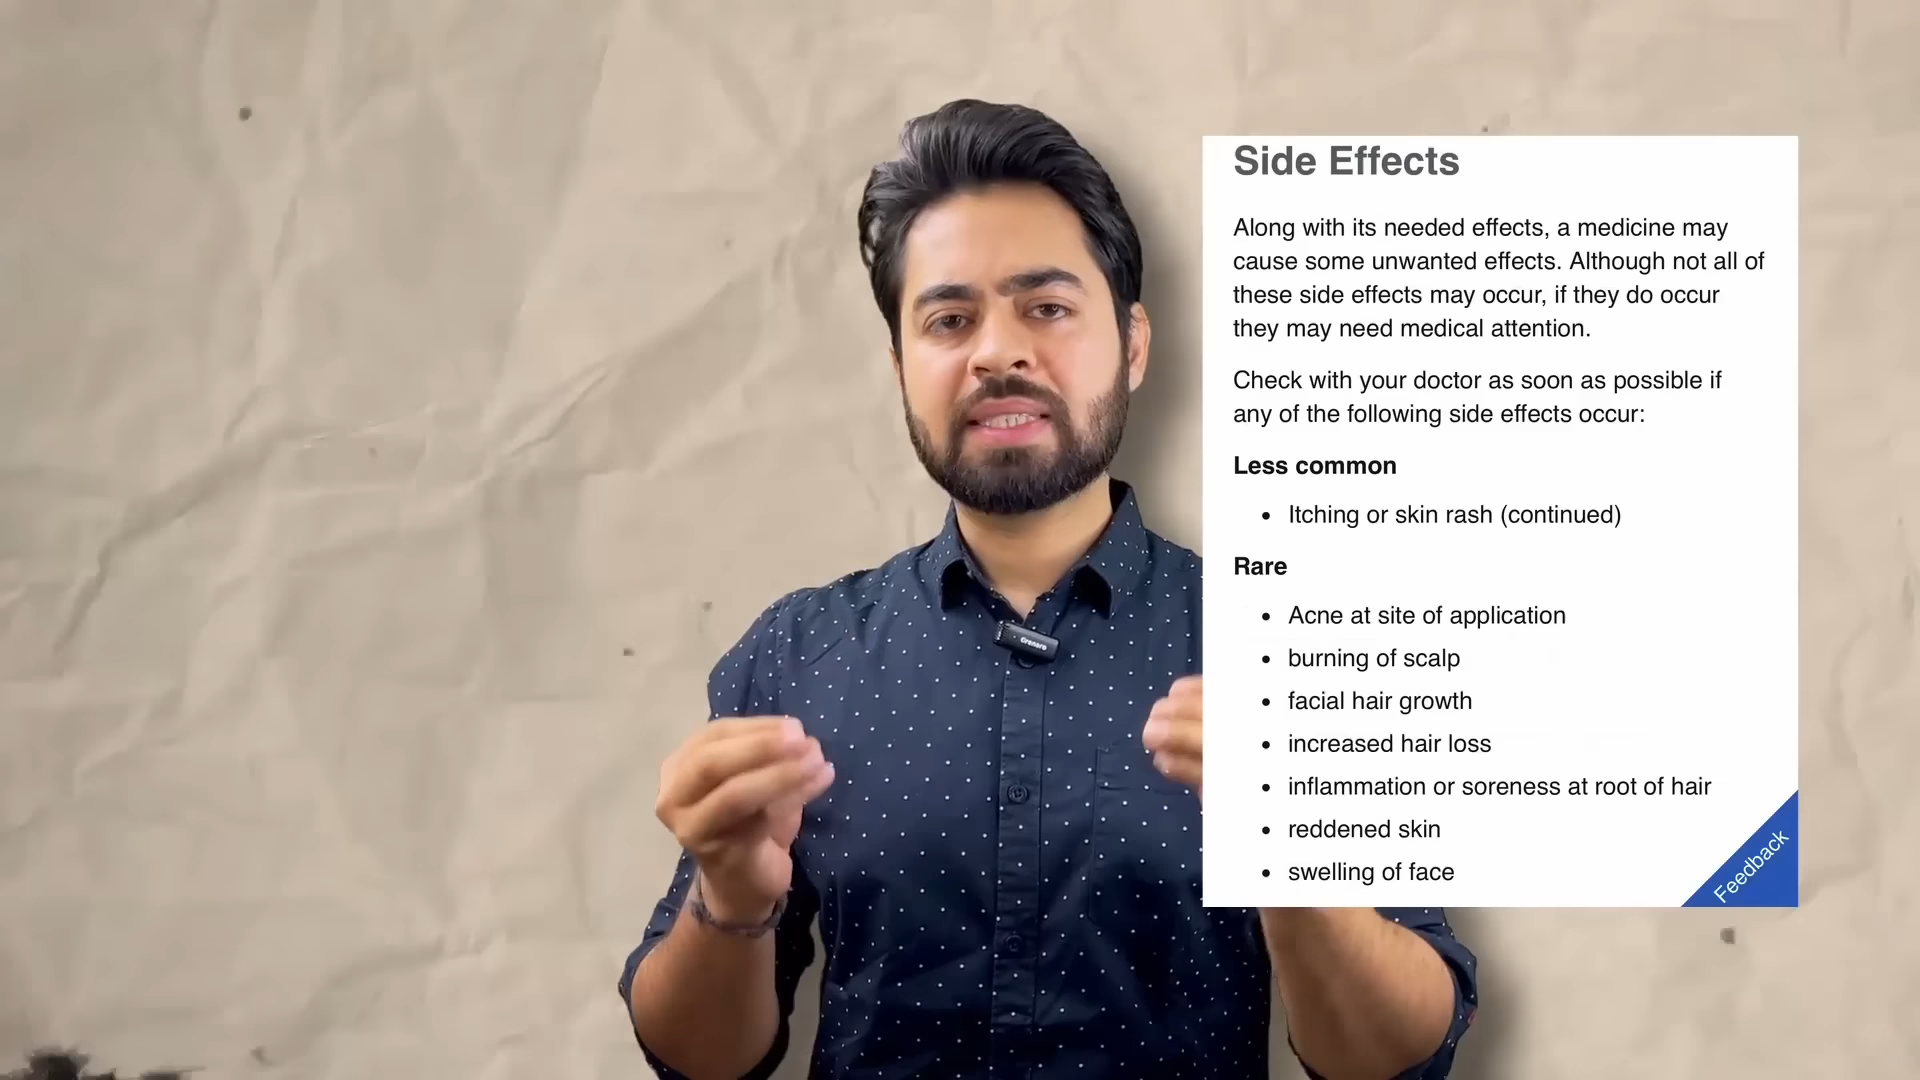 Side Effects
Along with its needed effects, a medicine may
cause some unwanted effects. Although not all of
these side effects may occur, if they do occur
they may need medical attention.
Check with your doctor as soon as possible if
any of the following side effects occur:
Less common
• Itching or skin rash (continued)
Rare
• Acne at site of application
• burning of scalp
• facial hair growth
• increased hair loss
• inflammation or soreness at root of hair
• reddened skin
• swelling of face
Feedback
Grenaro